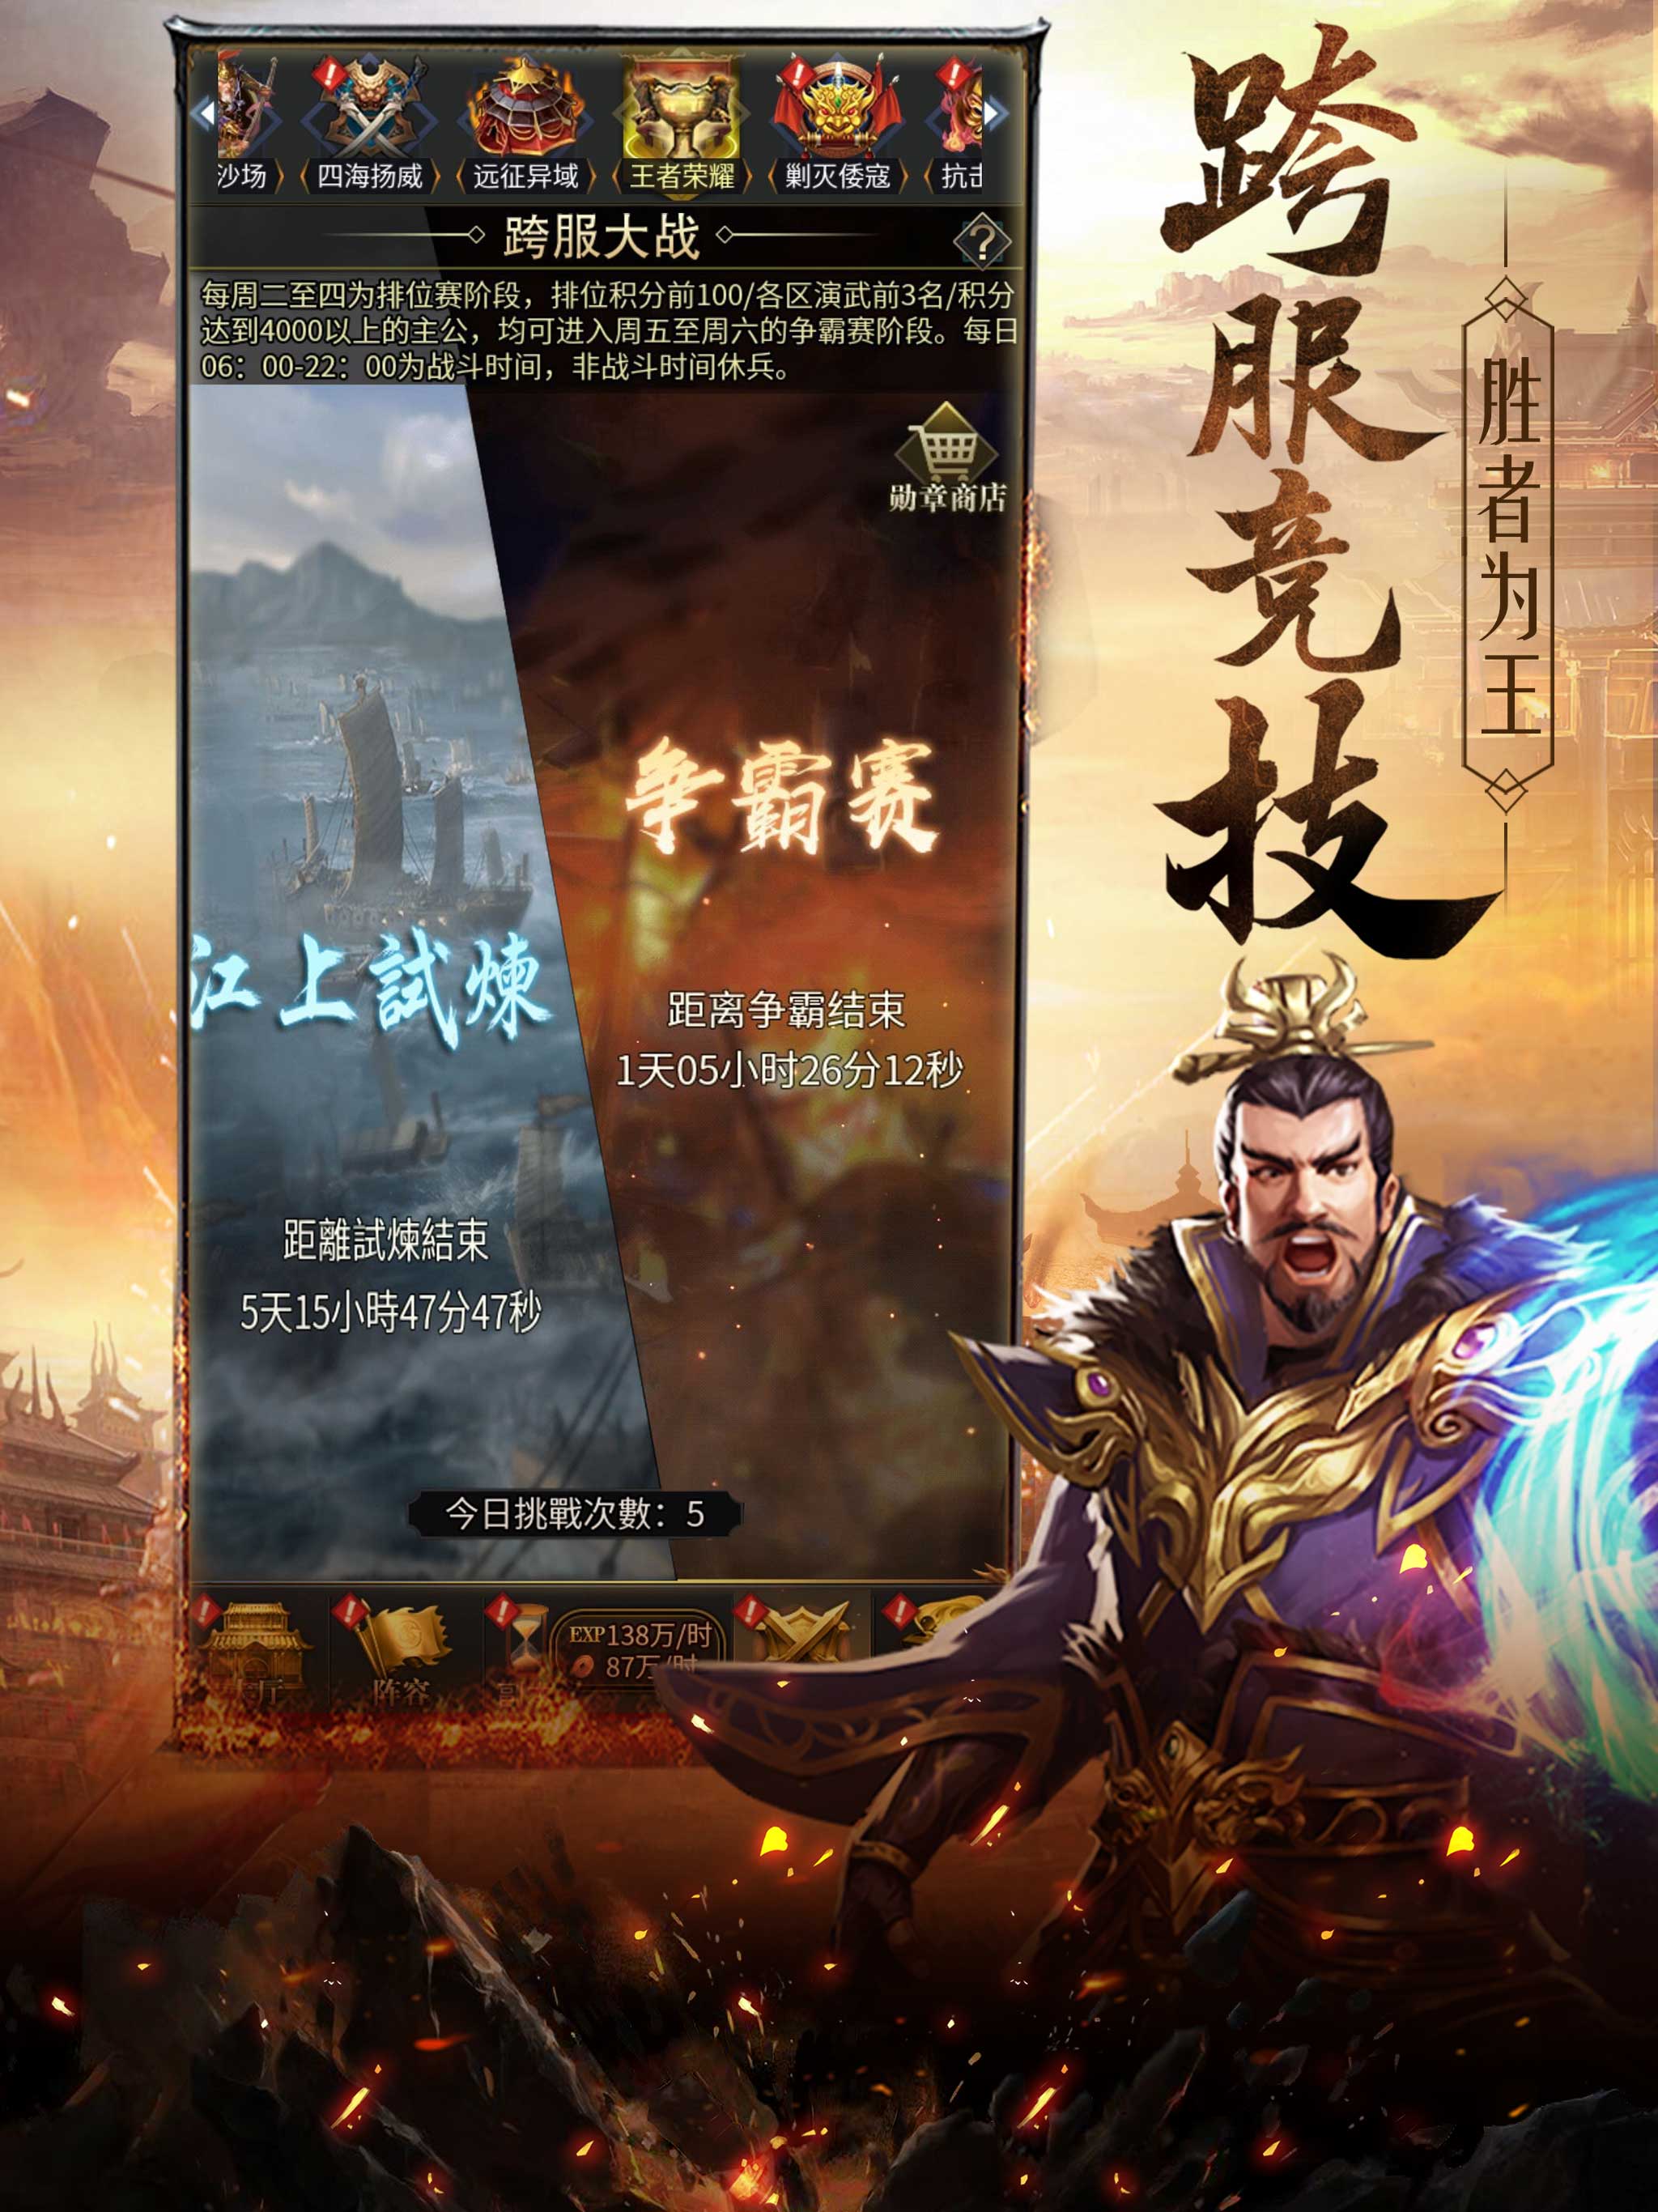 沙场
四海扬威
远征异域
王者荣耀
剿灭倭寇
抗击
跨服大战
?
每周二至四为排位赛阶段，排位积分前100/各区演武前3名/积分
达到4000以上的主公，均可进入周五至周六的争霸赛阶段。每日
06：00-22：00为战斗时间，非战斗时间休兵。
勋章商店
争霸赛
江上試煉
距离争霸结束
1天05小时26分12秒
距離試煉結束
5天15小時47分47秒
今日挑戰次數：5
EXP138万/时
87万/时
厅
阵容
跨服竞技
胜者为王